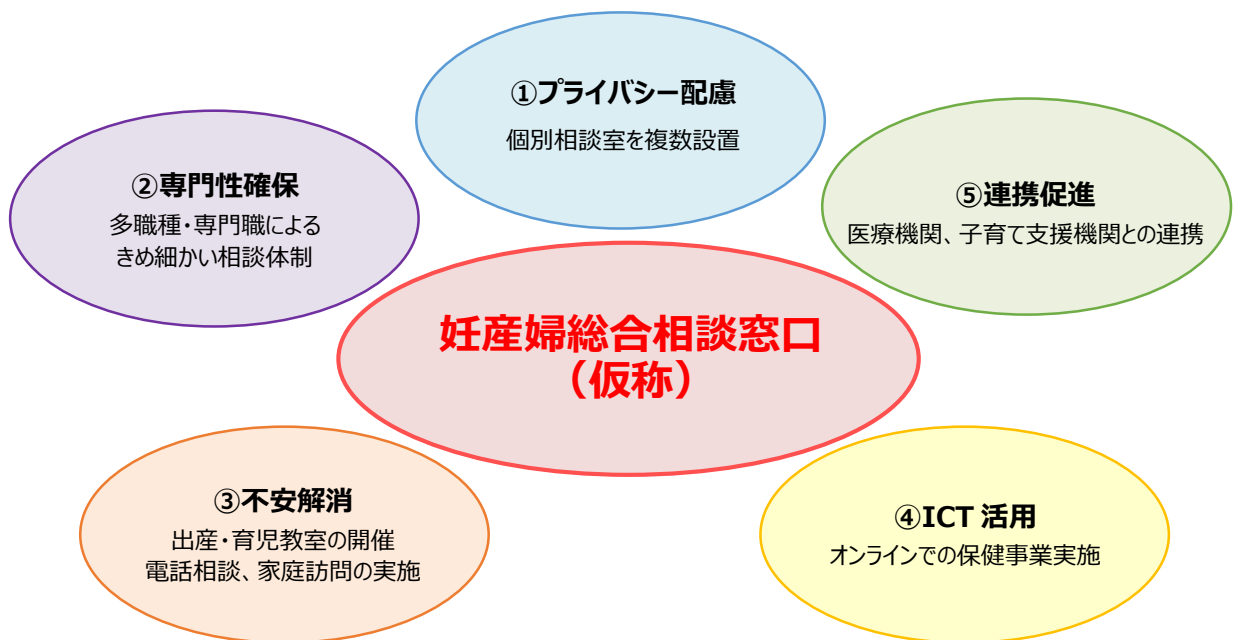 ①プライバシー配慮
個別相談室を複数設置
②専門性確保
多職種・専門職による
きめ細かい相談体制
⑤連携促進
医療機関、子育て支援機関との連携
妊産婦総合相談窓口
（仮称）
③不安解消
出産・育児教室の開催
電話相談、家庭訪問の実施
④ICT 活用
オンラインでの保健事業実施